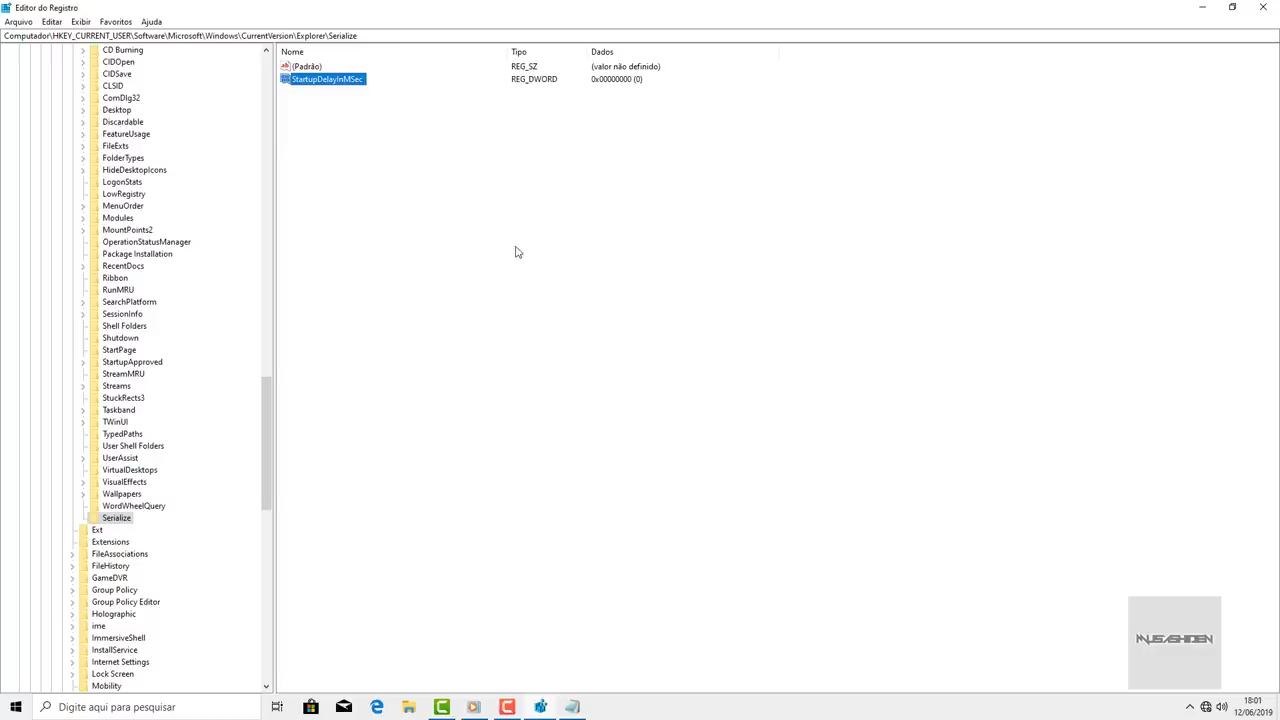 Editor do Registro
Arquivo Editar Exibir Favoritos Ajuda
Computador\HKEY_CURRENT_USER\Software\Microsoft\Windows\CurrentVersion\Explorer\Serialize
CD Burning
CIDOpen
CIDSave
CLSID
ComDlg32
Desktop
Discardable
FeatureUsage
FileExts
FolderTypes
HideDesktopIcons
LogonStats
LowRegistry
MenuOrder
Modules
MountPoints2
OperationStatusManager
Package Installation
RecentDocs
Ribbon
RunMRU
SearchPlatform
SessionInfo
Shell Folders
Shutdown
StartPage
StartupApproved
StreamMRU
Streams
StuckRects3
Taskband
TWinUI
TypedPaths
User Shell Folders
UserAssist
VirtualDesktops
VisualEffects
Wallpapers
WordWheelQuery
Serialize
Ext
Extensions
FileAssociations
FileHistory
GameDVR
Group Policy
Group Policy Editor
Holographic
ime
ImmersiveShell
InstallService
Internet Settings
Lock Screen
Mobility
Nome Tipo Dados
(Padrão) REG_SZ (valor não definido)
StartupDelayInMSec REG_DWORD 0x00000000 (0)
MUSASHIDEN
Digite aqui para pesquisar
18:01
12/06/2019